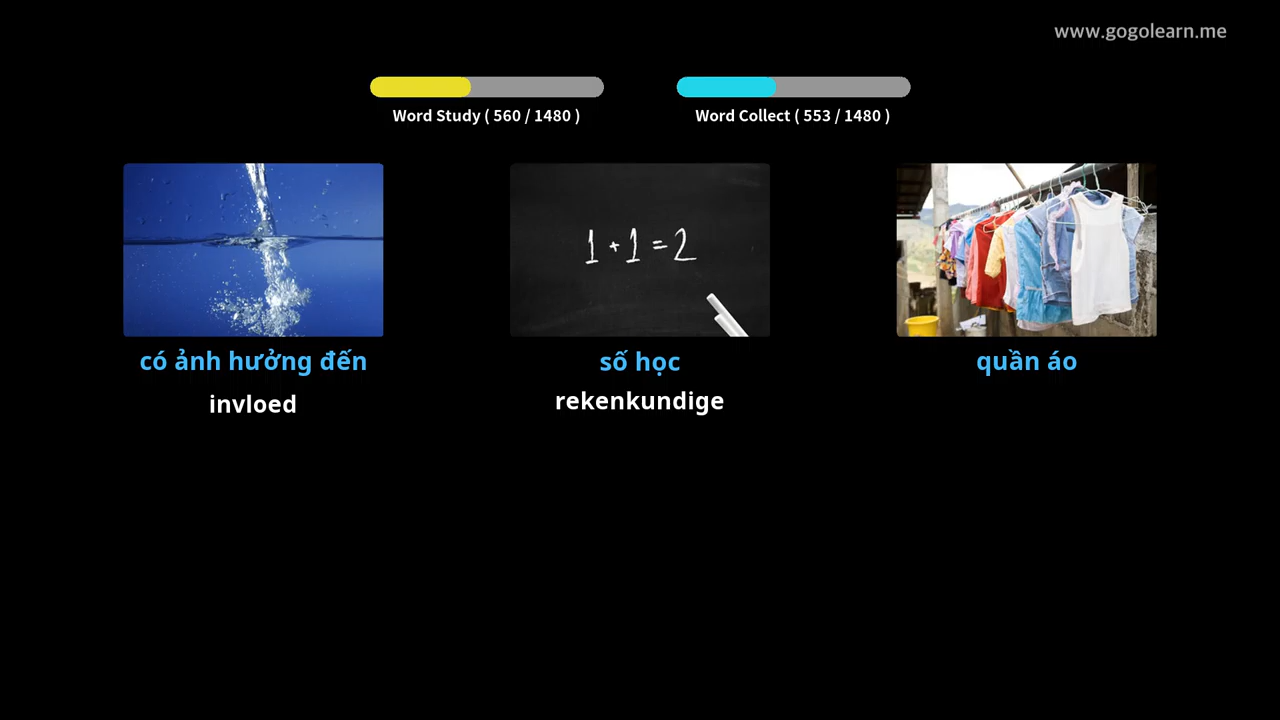 www.gogolearn.me
Word Study ( 560 / 1480 )
Word Collect ( 553 / 1480 )
1 + 1 = 2
có ảnh hưởng đến
số học
quần áo
invloed
rekenkundige